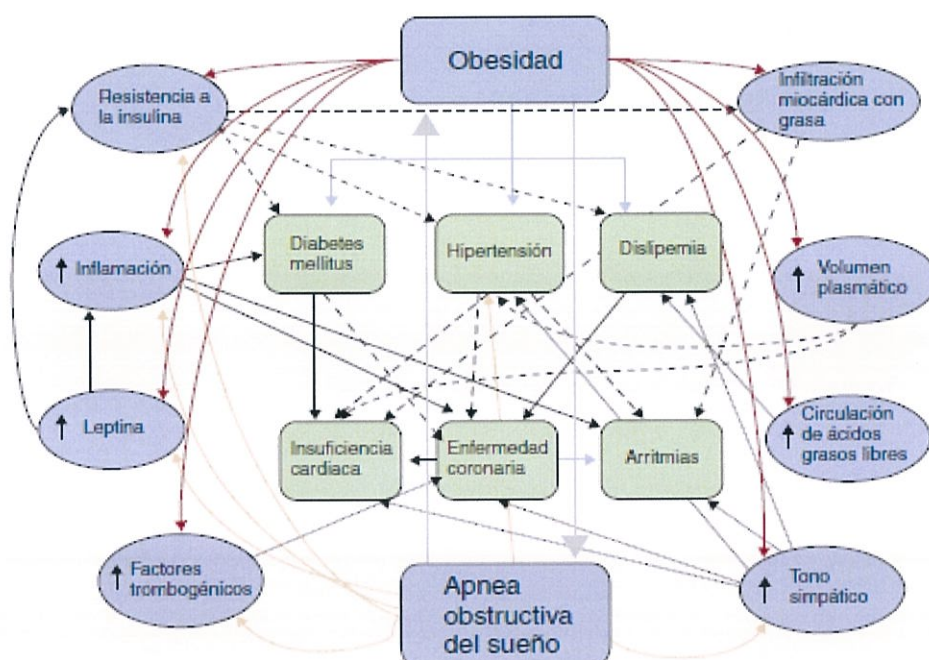 Obesidad
Resistencia a
la insulina
Infiltración
miocárdica con
grasa
Diabetes
mellitus
Hipertensión
Dislipemia
Inflamación
Volumen
plasmático
Leptina
Insuficiencia
cardiaca
Enfermedad
coronaria
Arritmias
Circulación
de ácidos
grasos libres
Factores
trombogénicos
Apnea
obstructiva
del sueño
Tono
simpático